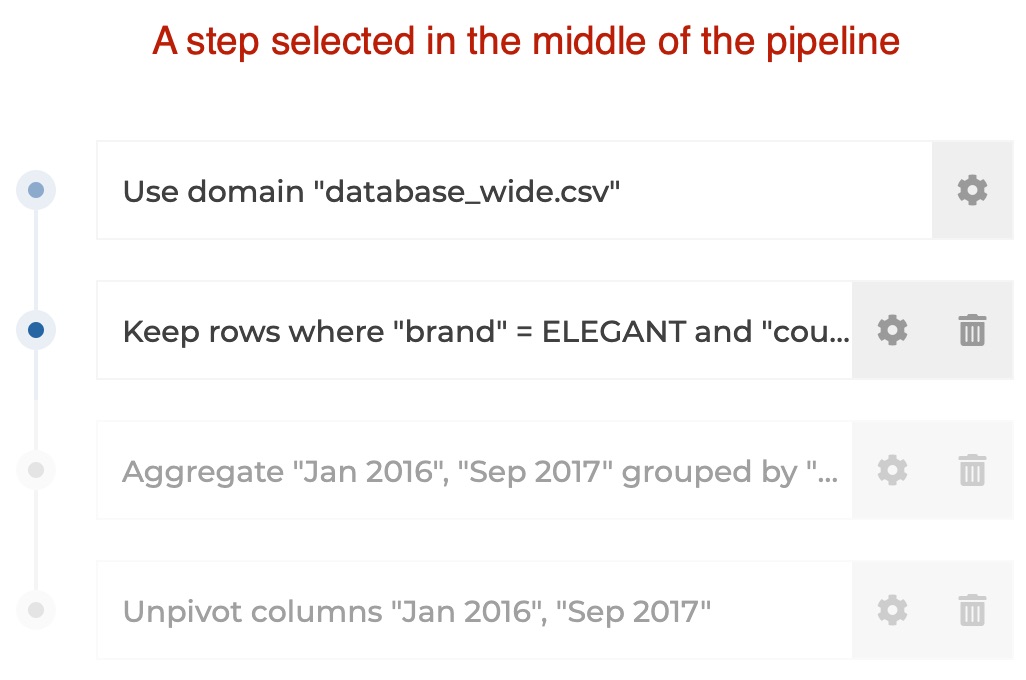 A step selected in the middle of the pipeline
Use domain "database_wide.csv"
Keep rows where "brand" = ELEGANT and "cou...
Aggregate "Jan 2016", "Sep 2017" grouped by "...
Unpivot columns "Jan 2016", "Sep 2017"